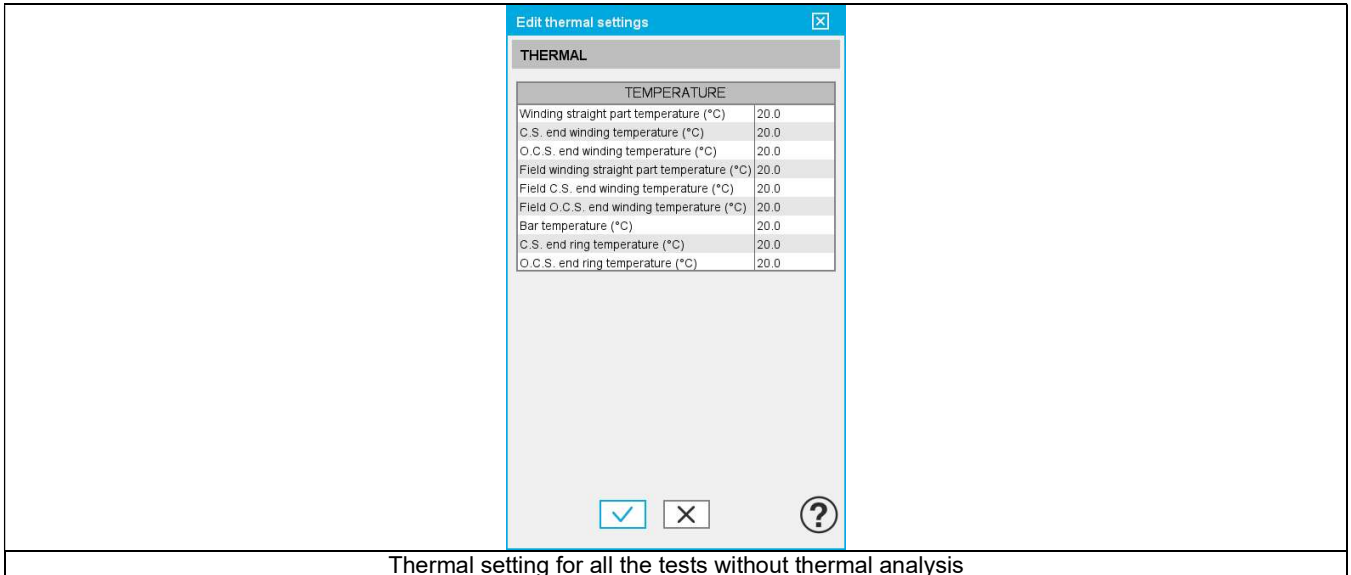 Edit thermal settings
THERMAL
TEMPERATURE
Winding straight part temperature (°C) 20.0
C.S. end winding temperature (°C) 20.0
O.C.S. end winding temperature (°C) 20.0
Field winding straight part temperature (°C) 20.0
Field C.S. end winding temperature (°C) 20.0
Field O.C.S. end winding temperature (°C) 20.0
Bar temperature (°C) 20.0
C.S. end ring temperature (°C) 20.0
O.C.S. end ring temperature (°C) 20.0
?
Thermal setting for all the tests without thermal analysis